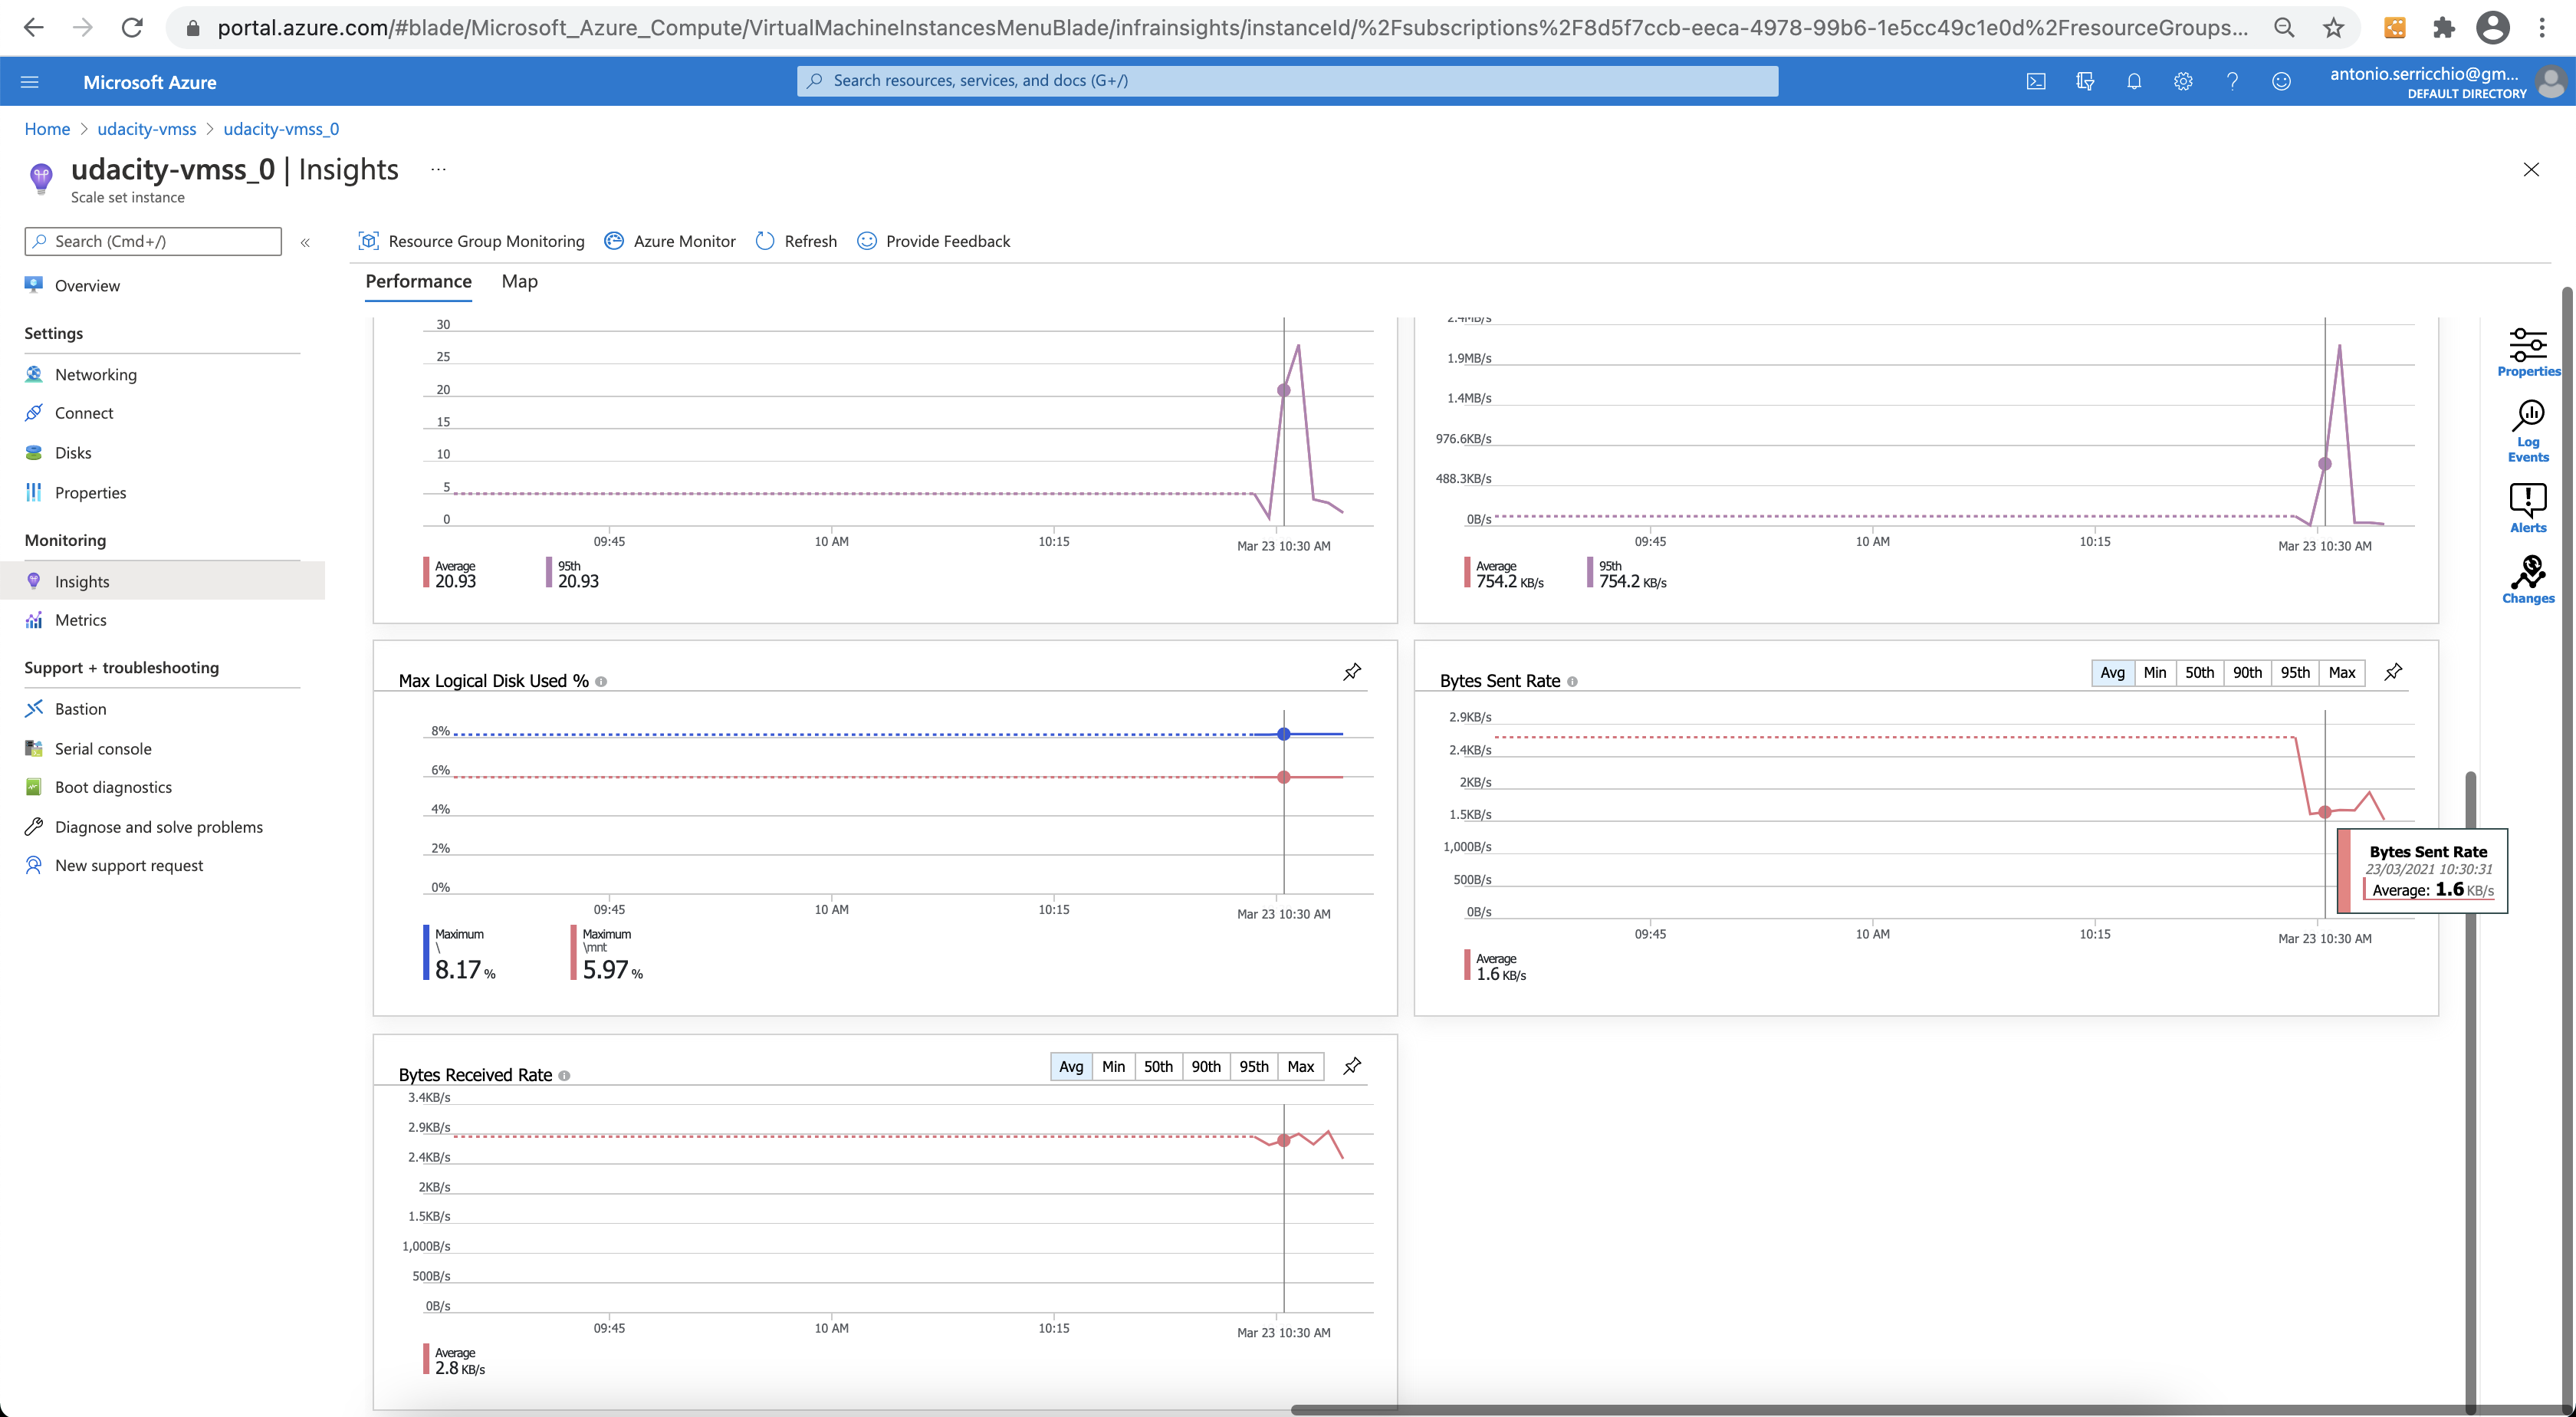 portal.azure.com/#blade/Microsoft_Azure_Compute/VirtualMachineInstancesMenuBlade/infrainsights/instanceId/%2Fsubscriptions%2F8d5f7ccb-eeca-4978-99b6-1e5cc49c1e0d%2FresourceGroups...
Microsoft Azure
Search resources, services, and docs (G+/)
antonio.serricchio@gm...
DEFAULT DIRECTORY
Home > udacity-vmss > udacity-vmss_0
udacity-vmss_0 | Insights ...
Scale set instance
Search (Cmd+/)
«
Overview
Settings
Networking
Connect
Disks
Properties
Monitoring
Insights
Metrics
Support + troubleshooting
Bastion
Serial console
Boot diagnostics
Diagnose and solve problems
New support request
Resource Group Monitoring
Azure Monitor
Refresh
Provide Feedback
Performance
Map
30
25
20
15
10
5
0
09:45
10 AM
10:15
Mar 23 10:30 AM
Average
20.93
95th
20.93
2.4MB/s
1.9MB/s
1.4MB/s
976.6KB/s
488.3KB/s
0B/s
09:45
10 AM
10:15
Mar 23 10:30 AM
Average
754.2 KB/s
95th
754.2 KB/s
Max Logical Disk Used %
8%
6%
4%
2%
0%
09:45
10 AM
10:15
Mar 23 10:30 AM
Maximum
\
8.17 %
Maximum
\mnt
5.97 %
Bytes Sent Rate
Avg Min 50th 90th 95th Max
2.9KB/s
2.4KB/s
2KB/s
1.5KB/s
1,000B/s
500B/s
0B/s
09:45
10 AM
10:15
Mar 23 10:30 AM
Average
1.6 KB/s
Bytes Sent Rate
23/03/2021 10:30:31
Average: 1.6 KB/s
Bytes Received Rate
Avg Min 50th 90th 95th Max
3.4KB/s
2.9KB/s
2.4KB/s
2KB/s
1.5KB/s
1,000B/s
500B/s
0B/s
09:45
10 AM
10:15
Mar 23 10:30 AM
Average
2.8 KB/s
Properties
Log
Events
Alerts
Changes